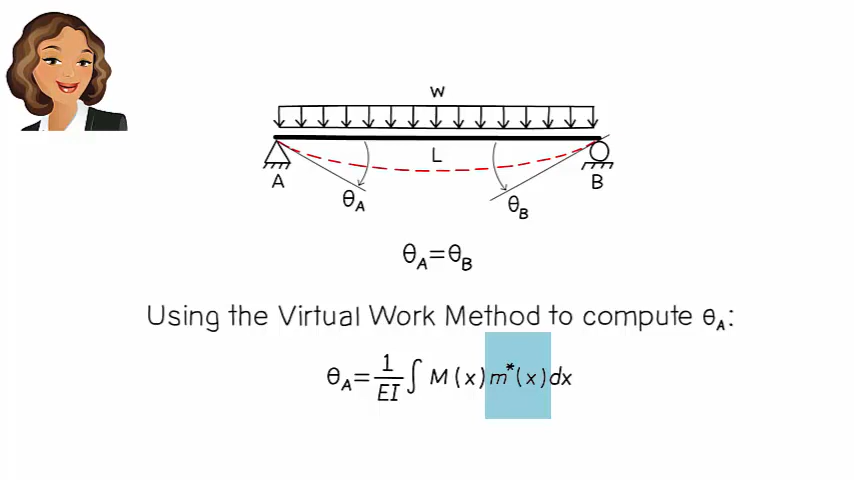 w
L
A
B
θA
θB
θA=θB
Using the Virtual Work Method to compute θA:
θA=1/EI ∫ M(x)m*(x)dx